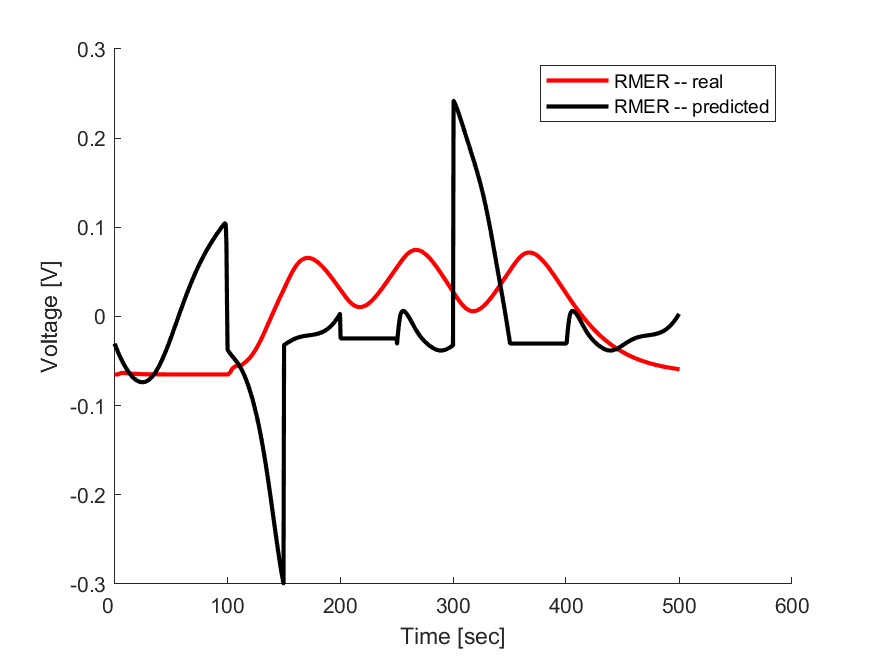 0.3
0.2
0.1
0
-0.1
-0.2
-0.3
Voltage [V]
RMER -- real
RMER -- predicted
0 100 200 300 400 500 600
Time [sec]